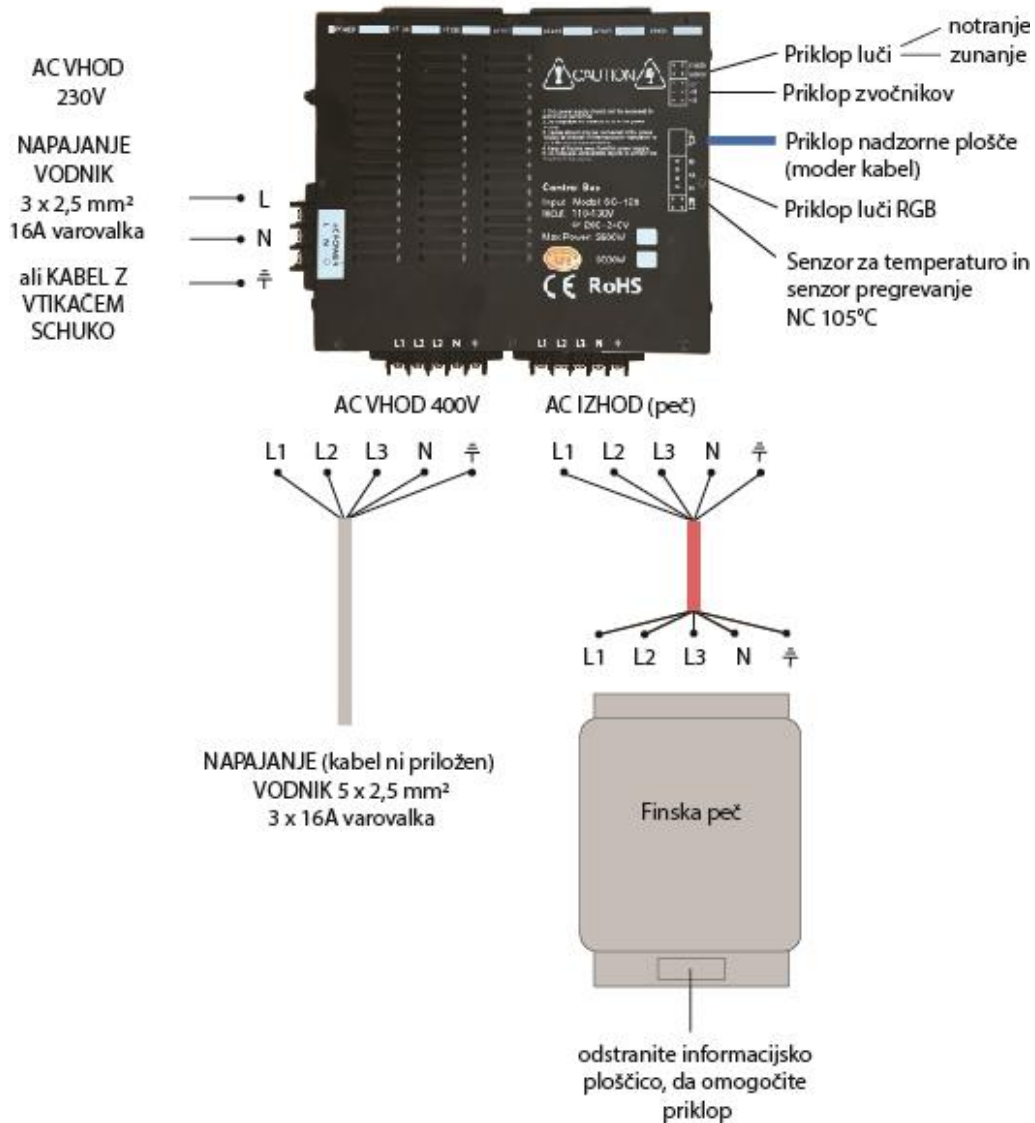 AC VHOD
230V
NAPAJANJE
VODNIK
3 x 2,5 mm²
16A varovalka
ali KABEL Z
VTIKAČEM
SCHUKO
L
N
CAUTION
Control Box
Input Model
Max Power
CE RoHS
L1 L2 L3 N
L1 L2 L3 N
Priklop luči
notranje
zunanje
Priklop zvočnikov
Priklop nadzorne plošče
(moder kabel)
Priklop luči RGB
Senzor za temperaturo in
senzor pregrevanje
NC 105°C
AC VHOD 400V
L1 L2 L3 N
NAPAJANJE (kabel ni priložen)
VODNIK 5 x 2,5 mm²
3 x 16A varovalka
AC IZHOD (peč)
L1 L2 L3 N
L1 L2 L3 N
Finska peč
odstranite informacijsko
ploščico, da omogočite
priklop